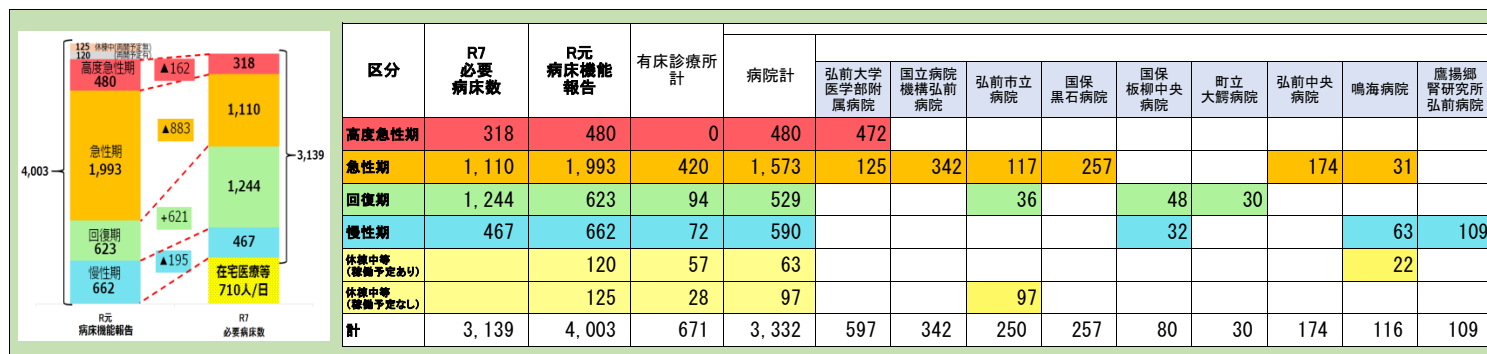 125 休棟中(再開予定無)
120 (再開予定有)
高度急性期
480
急性期
1,993
回復期
623
慢性期
662
4,003
▲162
▲883
+621
▲195
318
1,110
1,244
467
在宅医療等
710人/日
3,139
R元
病床機能報告
R7
必要病床数
区分 R7 必要 病床数 R元 病床機能 報告 有床診療所 計 病院計 弘前大学 医学部附 属病院 国立病院 機構弘前 病院 弘前市立 病院 国保 黒石病院 国保 板柳中央 病院 町立 大鰐病院 弘前中央 病院 鳴海病院 鷹揚郷 腎研究所 弘前病院
高度急性期 318 480 0 480 472
急性期 1,110 1,993 420 1,573 125 342 117 257 174 31
回復期 1,244 623 94 529 36 48 30
慢性期 467 662 72 590 32 63 109
休棟中等
(稼働予定あり) 120 57 63 22
休棟中等
(稼働予定なし) 125 28 97 97
計 3,139 4,003 671 3,332 597 342 250 257 80 30 174 116 109